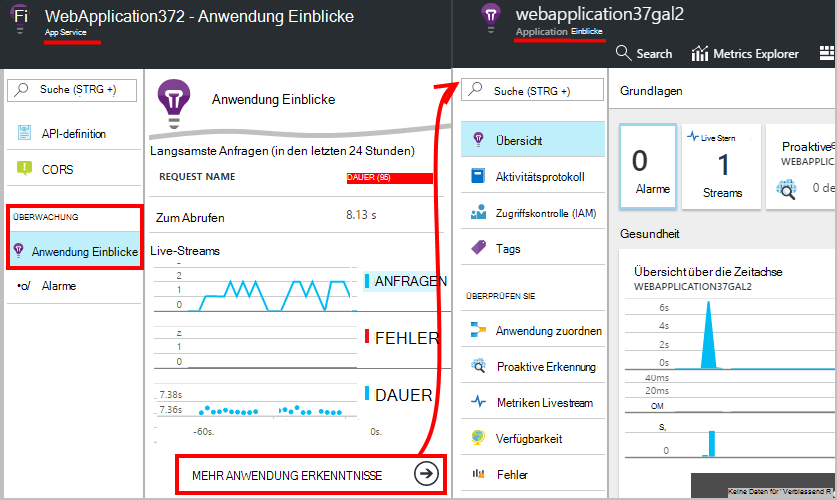 Fi WebApplication372 - Anwendung Einblicke
App Service
Suche (STRG +)
API-definition
CORS
ÜBERWACHUNG
Anwendung Einblicke
Alarme
Anwendung Einblicke
Langsamste Anfragen (in den letzten 24 Stunden)
REQUEST NAME
DAUER (95)
Zum Abrufen
8.13 s
Live-Streams
2
1
0
ANFRAGEN
z
1
0
FEHLER
7.38s
7.36s
DAUER
-60s.
0s.
MEHR ANWENDUNG ERKENNTNISSE
webapplication37gal2
Application Einblicke
Search
Metrics Explorer
Suche (STRG +)
Übersicht
Aktivitätsprotokoll
Zugriffskontrolle (IAM)
Tags
ÜBERPRÜFEN SIE
Anwendung zuordnen
Proaktive Erkennung
Metriken Livestream
Verfügbarkeit
Fehler
Grundlagen
0
Alarme
Live Stern
1
Streams
Proaktive
WEBAPPLIC
0 de
Gesundheit
Übersicht über die Zeitachse
WEBAPPLICATION37GAL2
6s
4s
2s
0s
40ms
20ms
OM
S,
0
Keine Daten für ' Verblassend R